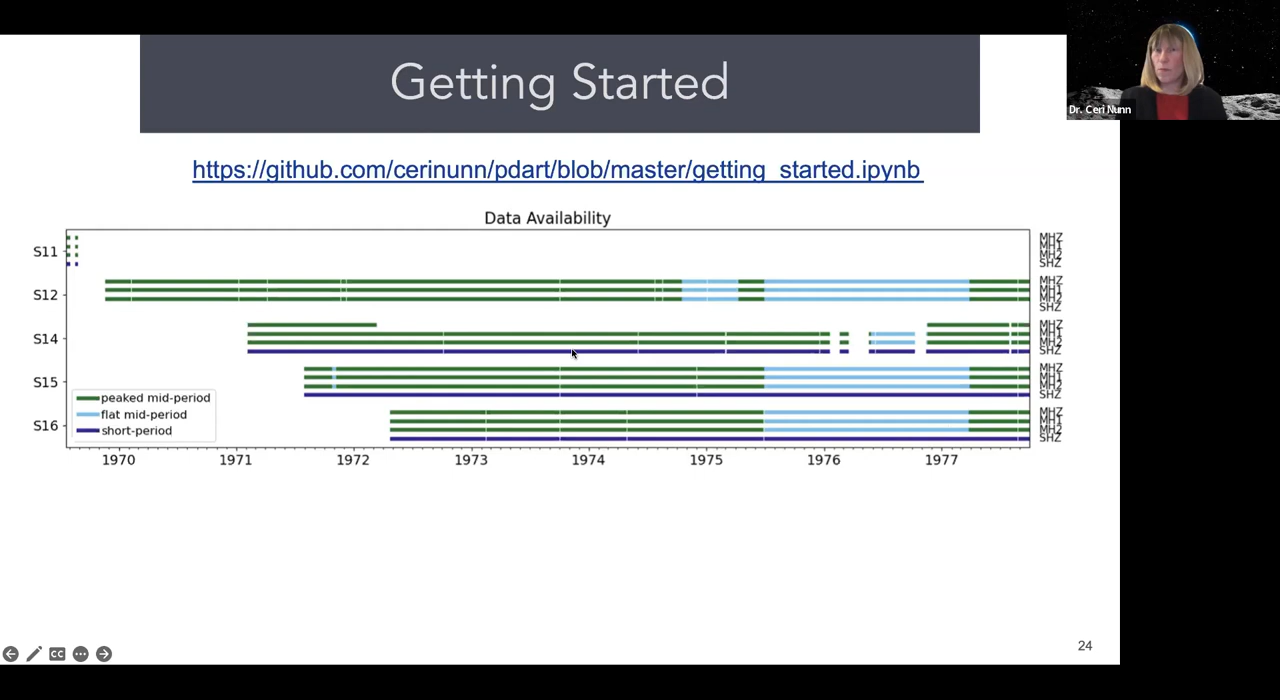 Getting Started
Dr. Ceri Nunn
https://github.com/cerinunn/pdart/blob/master/getting_started.ipynb
Data Availability
S11
MHZ
MH1
MH2
SHZ
S12
MHZ
MH1
MH2
SHZ
S14
MHZ
MH1
MH2
SHZ
S15
MHZ
MH1
MH2
SHZ
S16
MHZ
MH1
MH2
SHZ
peaked mid-period
flat mid-period
short-period
1970 1971 1972 1973 1974 1975 1976 1977
24
CC